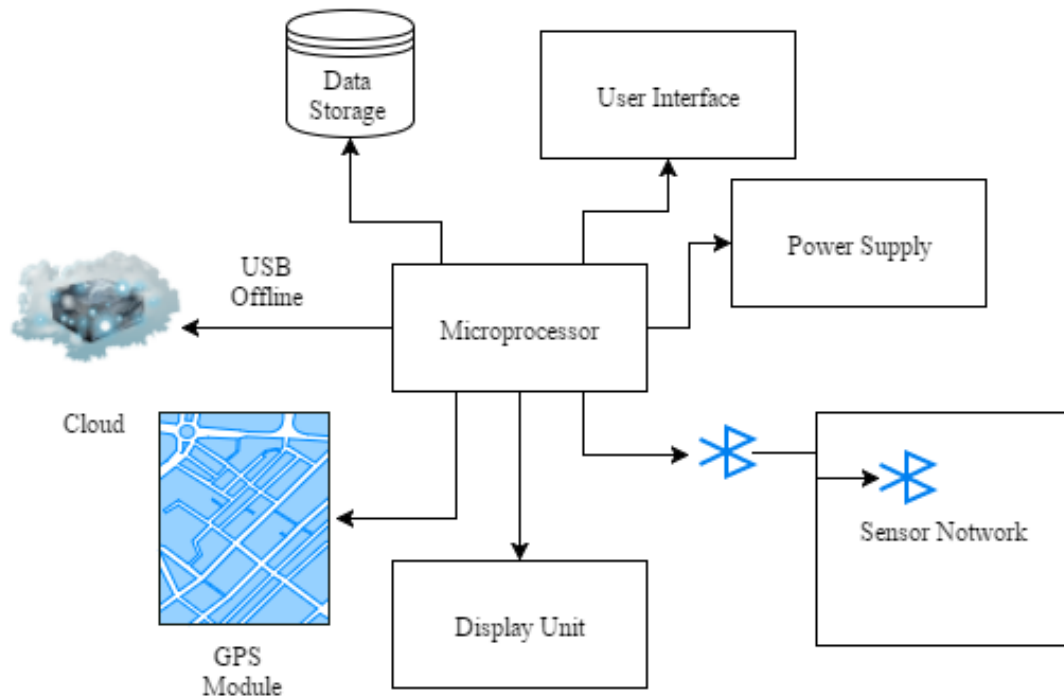 Data
Storage
User Interface
Power Supply
USB
Offline
Microprocessor
Cloud
Sensor Notwork
Display Unit
GPS
Module